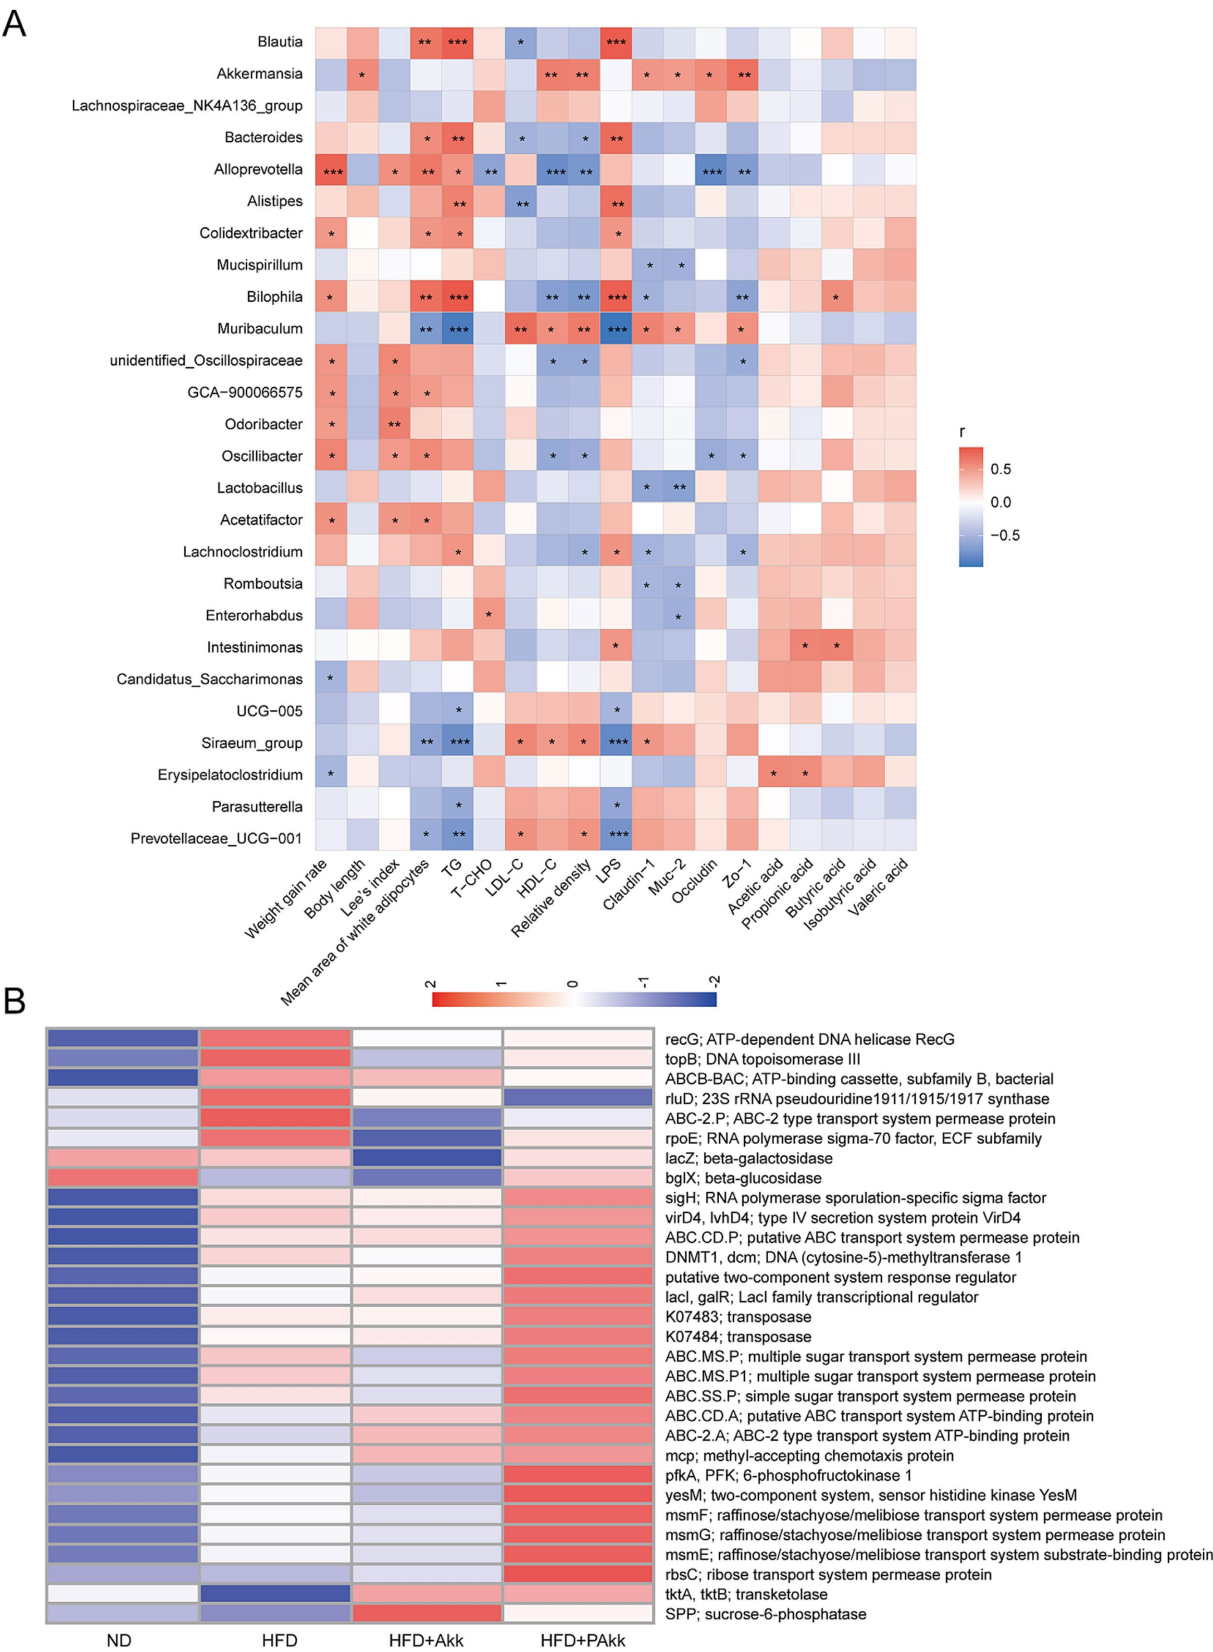 A
Blautia ** *** * ***
Akkermansia * ** ** * * * **
Lachnospiraceae_NK4A136_group
Bacteroides * ** * * **
Alloprevotella *** * ** * ** *** ** *** **
Alistipes ** ** **
Colidextribacter * * * *
Mucispirillum * *
Bilophila * ** *** ** ** *** * ** *
Muribaculum ** *** ** * ** *** * * *
unidentified_Oscillospiraceae * * * * *
GCA−900066575 * * *
Odoribacter * **
Oscillibacter * * * * * * *
Lactobacillus * **
Acetatifactor * * *
Lachnoclostridium * * * * *
Romboutsia * *
Enterorhabdus * *
Intestinimonas * * *
Candidatus_Saccharimonas *
UCG−005 * *
Siraeum_group ** *** * * * *** *
Erysipelatoclostridium * * *
Parasutterella * *
Prevotellaceae_UCG−001 * ** * * ***
r
0.5
0.0
−0.5
Weight gain rate
Body length
Lee's index
Mean area of white adipocytes
TG
T−CHO
LDL−C
HDL−C
Relative density
LPS
Claudin−1
Muc−2
Occludin
Zo−1
Acetic acid
Propionic acid
Butyric acid
Isobutyric acid
Valeric acid
B
2 1 0 -1 -2
recG; ATP-dependent DNA helicase RecG
topB; DNA topoisomerase III
ABCB-BAC; ATP-binding cassette, subfamily B, bacterial
rluD; 23S rRNA pseudouridine1911/1915/1917 synthase
ABC-2.P; ABC-2 type transport system permease protein
rpoE; RNA polymerase sigma-70 factor, ECF subfamily
lacZ; beta-galactosidase
bglX; beta-glucosidase
sigH; RNA polymerase sporulation-specific sigma factor
virD4, lvhD4; type IV secretion system protein VirD4
ABC.CD.P; putative ABC transport system permease protein
DNMT1, dcm; DNA (cytosine-5)-methyltransferase 1
putative two-component system response regulator
lacI, galR; LacI family transcriptional regulator
K07483; transposase
K07484; transposase
ABC.MS.P; multiple sugar transport system permease protein
ABC.MS.P1; multiple sugar transport system permease protein
ABC.SS.P; simple sugar transport system permease protein
ABC.CD.A; putative ABC transport system ATP-binding protein
ABC-2.A; ABC-2 type transport system ATP-binding protein
mcp; methyl-accepting chemotaxis protein
pfkA, PFK; 6-phosphofructokinase 1
yesM; two-component system, sensor histidine kinase YesM
msmF; raffinose/stachyose/melibiose transport system permease protein
msmG; raffinose/stachyose/melibiose transport system permease protein
msmE; raffinose/stachyose/melibiose transport system substrate-binding protein
rbsC; ribose transport system permease protein
tktA, tktB; transketolase
SPP; sucrose-6-phosphatase
ND HFD HFD+Akk HFD+PAkk